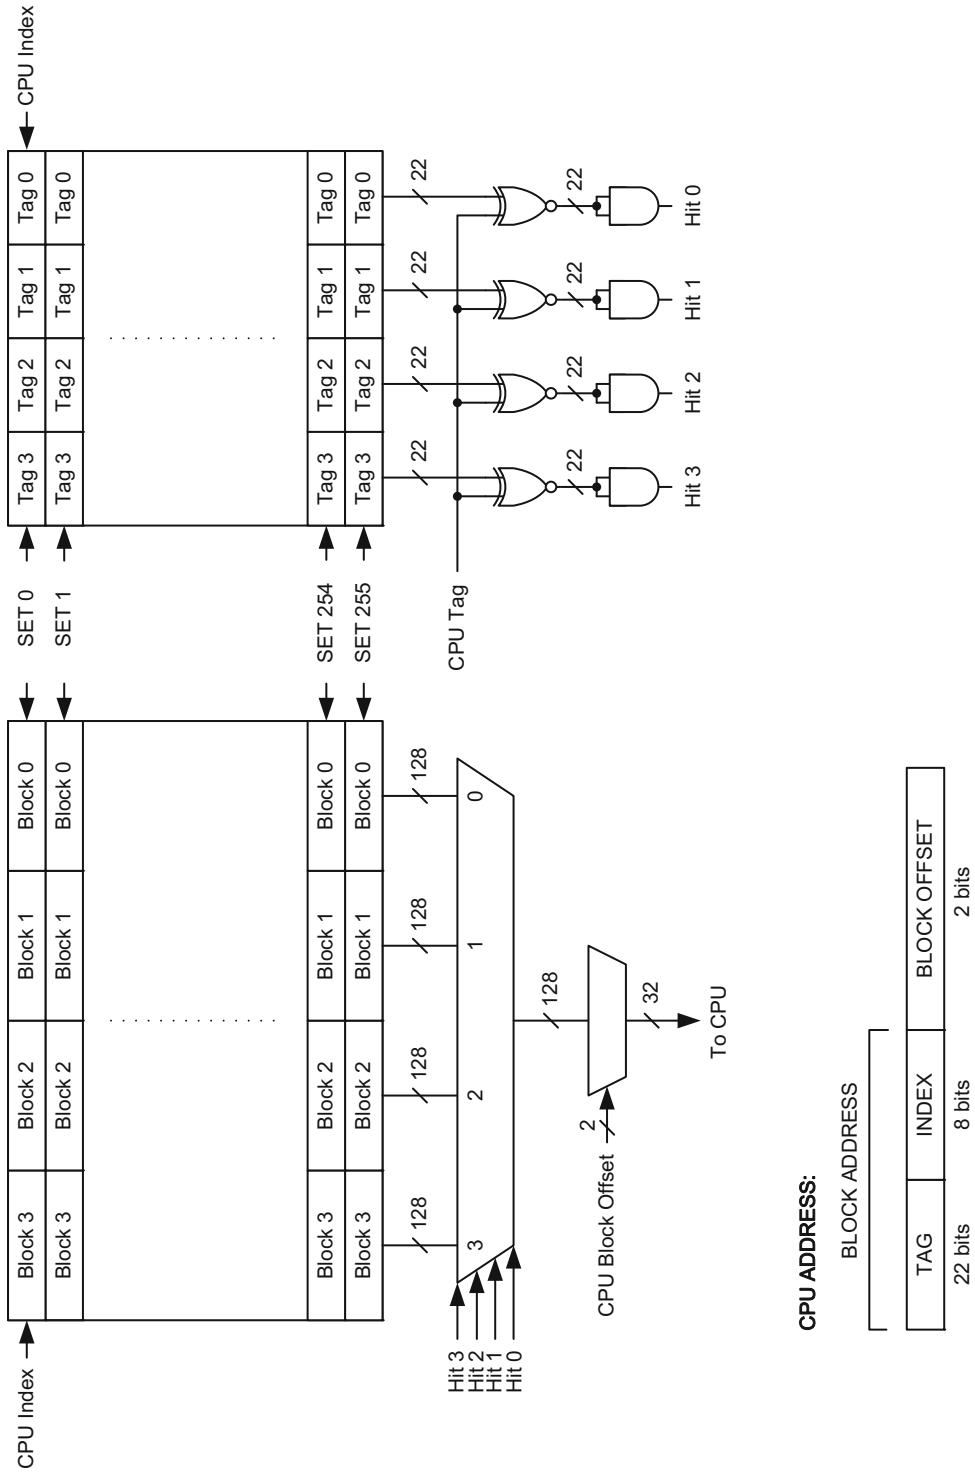 CPU Index
Block 3 Block 2 Block 1 Block 0
SET 0
Tag 3 Tag 2 Tag 1 Tag 0
CPU Index
Block 3 Block 2 Block 1 Block 0
SET 1
Tag 3 Tag 2 Tag 1 Tag 0
Block 3 Block 2 Block 1 Block 0
SET 254
Tag 3 Tag 2 Tag 1 Tag 0
Block 3 Block 2 Block 1 Block 0
SET 255
Tag 3 Tag 2 Tag 1 Tag 0
128 128 128 128
22 22 22 22
Hit 3
Hit 2
Hit 1
Hit 0
3 2 1 0
CPU Tag
128
22 22 22 22
CPU Block Offset
2
32
To CPU
Hit 3 Hit 2 Hit 1 Hit 0
CPU ADDRESS:
BLOCK ADDRESS
TAG INDEX BLOCK OFFSET
22 bits 8 bits 2 bits